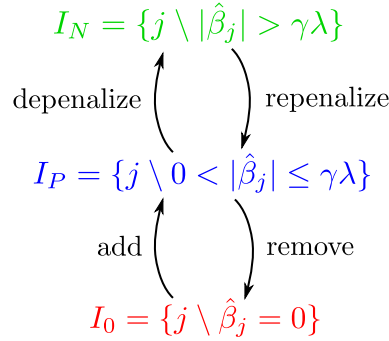 I_N = {j \ |β̂_j| > γλ}
depenalize repenalize
I_P = {j \ 0 < |β̂_j| ≤ γλ}
add remove
I_0 = {j \ β̂_j = 0}